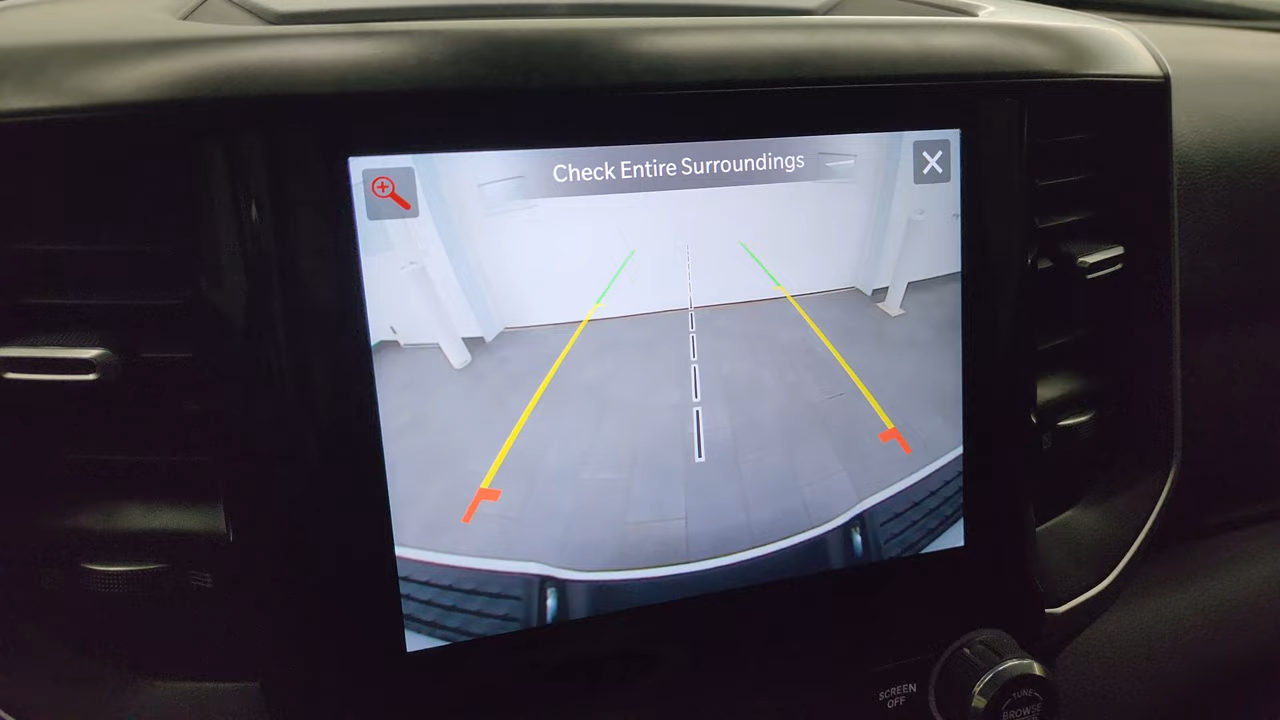 Check Entire Surroundings
SCREEN
OFF
TUNE
BROWSE